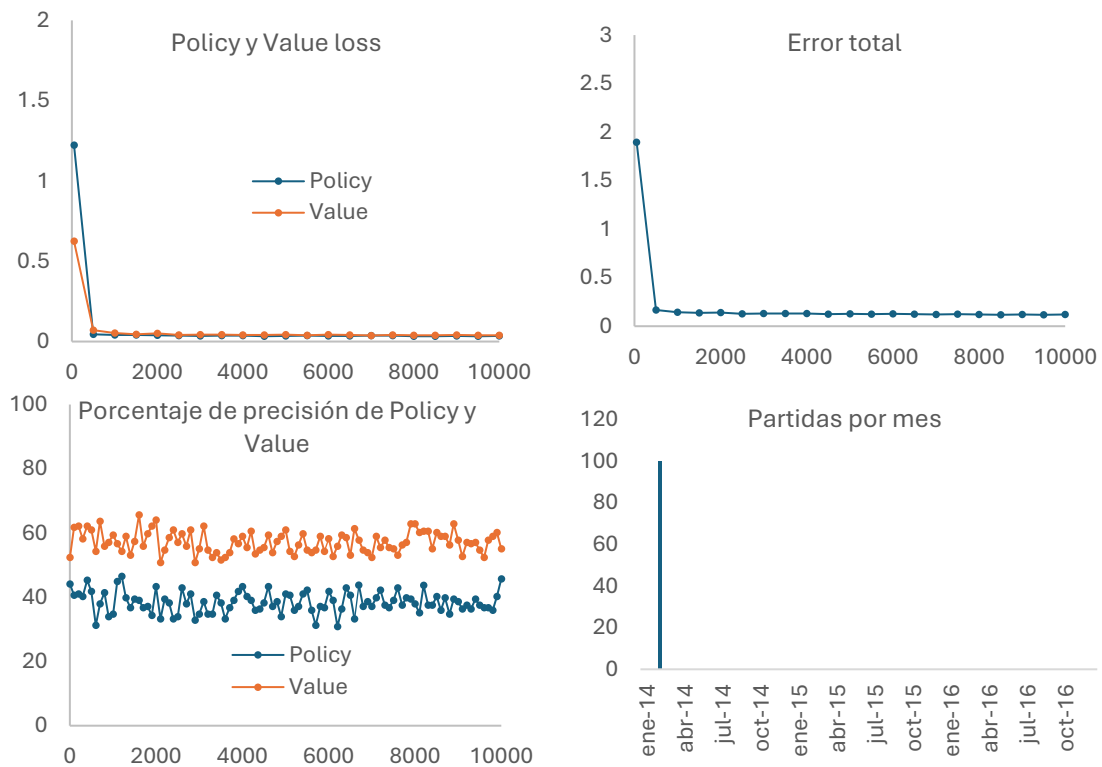 Policy y Value loss
2
1.5
1
0.5
0
Policy
Value
0 2000 4000 6000 8000 10000
Error total
3
2.5
2
1.5
1
0.5
0
0 2000 4000 6000 8000 10000
Porcentaje de precisión de Policy y
Value
100
80
60
40
20
0
Policy
Value
0 2000 4000 6000 8000 10000
Partidas por mes
120
100
80
60
40
20
0
ene-14 abr-14 jul-14 oct-14 ene-15 abr-15 jul-15 oct-15 ene-16 abr-16 jul-16 oct-16